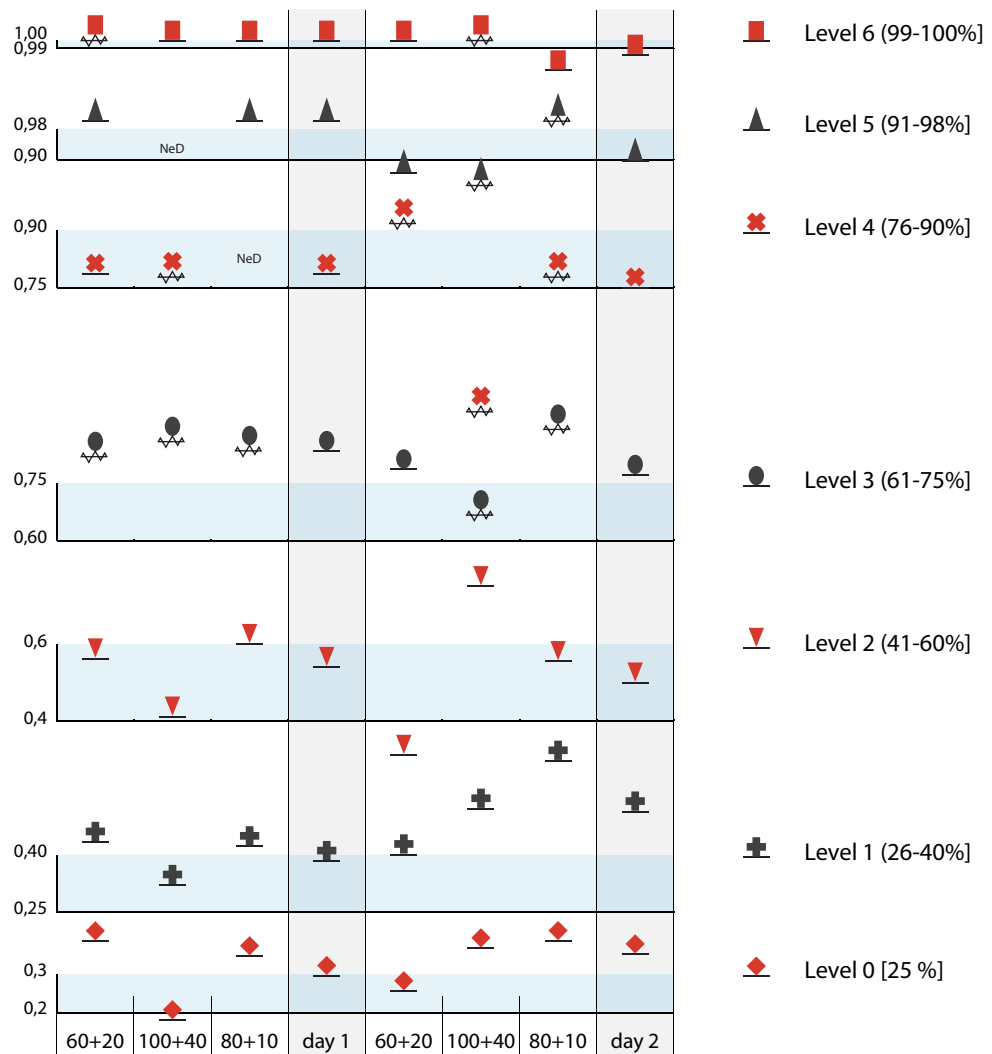 1,00
0,99
Level 6 (99-100%]
0,98
Level 5 (91-98%]
0,90
NeD
0,90
Level 4 (76-90%]
NeD
0,75
0,75
Level 3 (61-75%]
0,60
0,6
Level 2 (41-60%]
0,4
0,40
Level 1 (26-40%]
0,25
0,3
Level 0 [25 %]
0,2
60+20 100+40 80+10 day 1 60+20 100+40 80+10 day 2